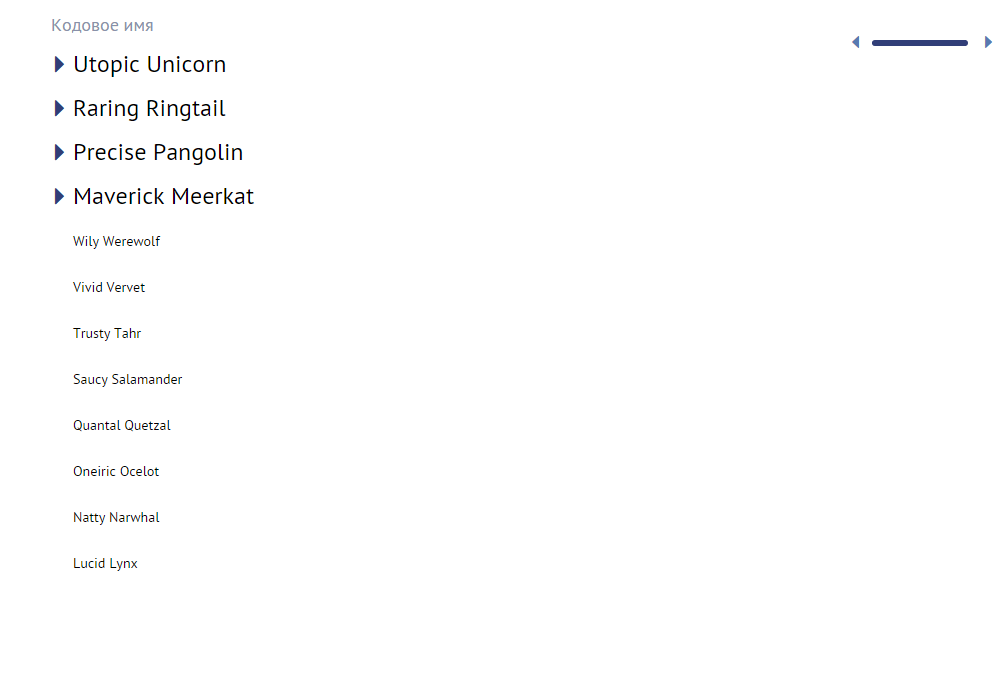 Кодовое имя
Utopic Unicorn
Raring Ringtail
Precise Pangolin
Maverick Meerkat
Wily Werewolf
Vivid Vervet
Trusty Tahr
Saucy Salamander
Quantal Quetzal
Oneiric Ocelot
Natty Narwhal
Lucid Lynx